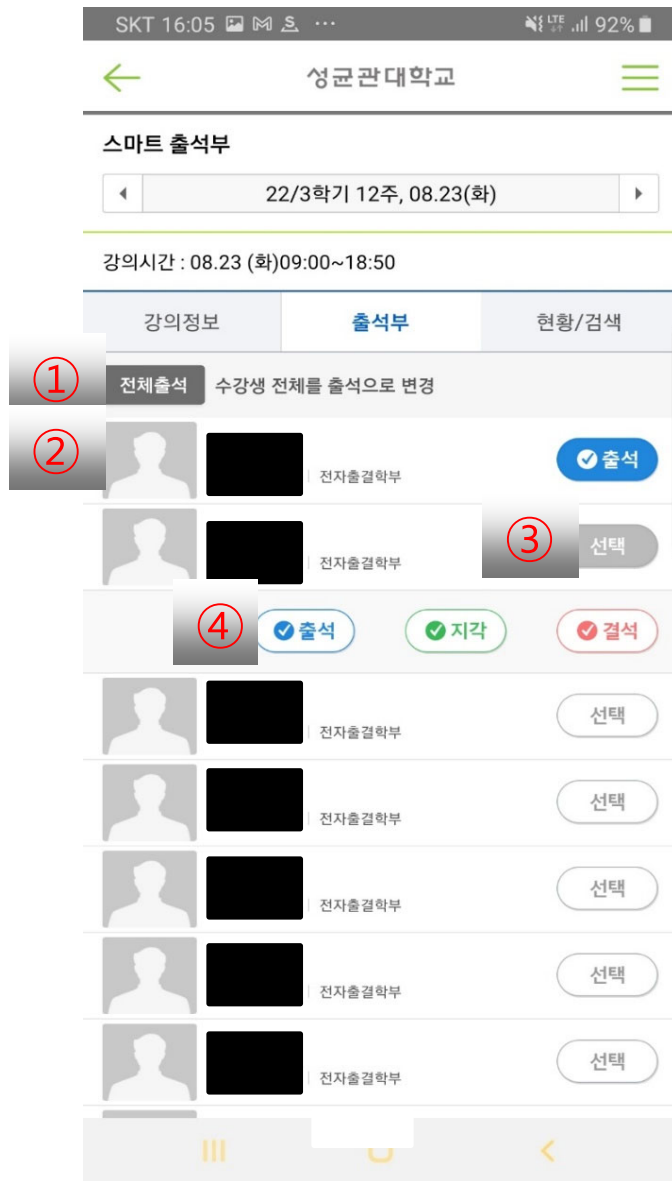 SKT 16:05 ··· LTE 92%
성균관대학교
스마트 출석부
22/3학기 12주, 08.23(화)
강의시간 : 08.23 (화)09:00~18:50
강의정보 출석부 현황/검색
① 전체출석 수강생 전체를 출석으로 변경
② 전자출결학부 출석
전자출결학부 ③ 선택
④ 출석 지각 결석
전자출결학부 선택
전자출결학부 선택
전자출결학부 선택
전자출결학부 선택
전자출결학부 선택